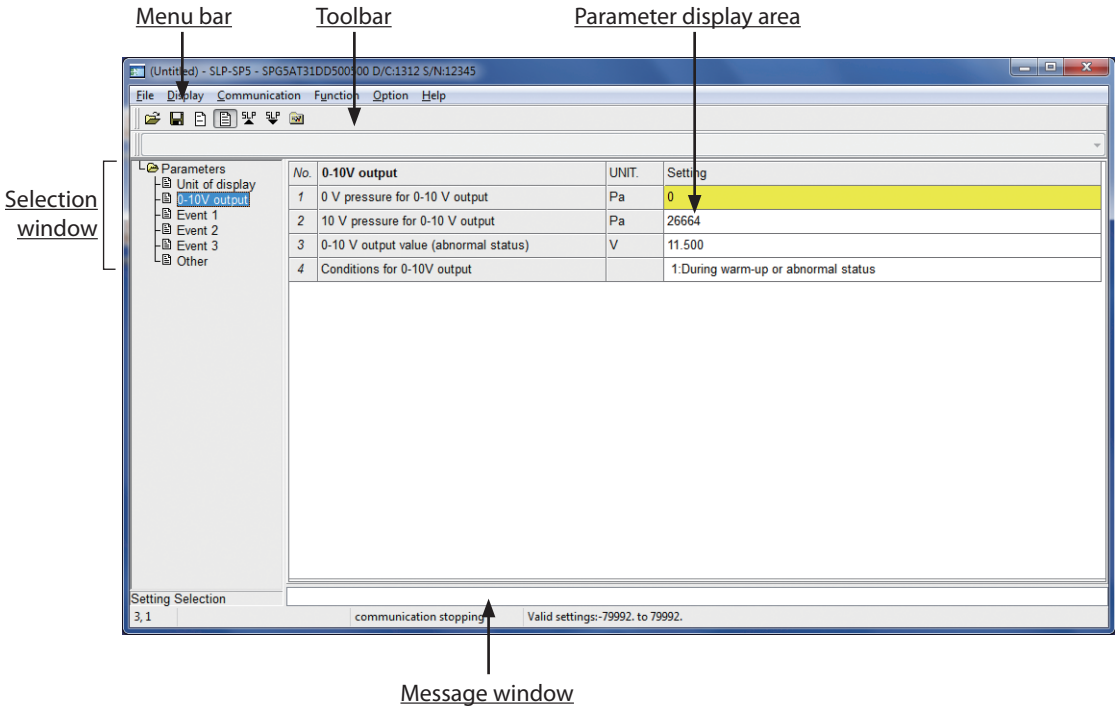 Menu bar Toolbar Parameter display area
(Untitled) - SLP-SP5 - SPG5AT31DD500500 D/C:1312 S/N:12345
File Display Communication Function Option Help
SLP SLP
Selection window
Parameters
Unit of display
0-10V output
Event 1
Event 2
Event 3
Other
No. 0-10V output UNIT. Setting
1 0 V pressure for 0-10 V output Pa 0
2 10 V pressure for 0-10 V output Pa 26664
3 0-10 V output value (abnormal status) V 11.500
4 Conditions for 0-10V output 1:During warm-up or abnormal status
Setting Selection
3, 1 communication stopping Valid settings:-79992. to 79992.
Message window